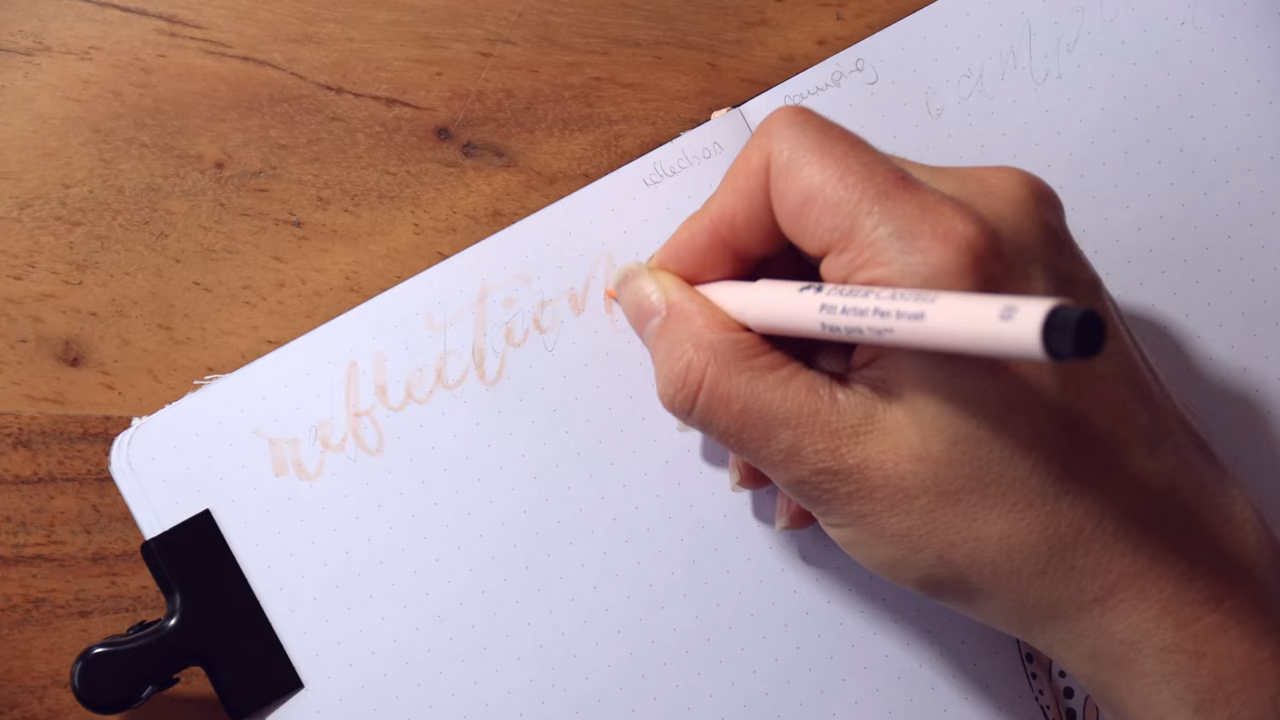 camping
reflection
reflection
FABER-CASTELL
Pitt Artist Pen brush